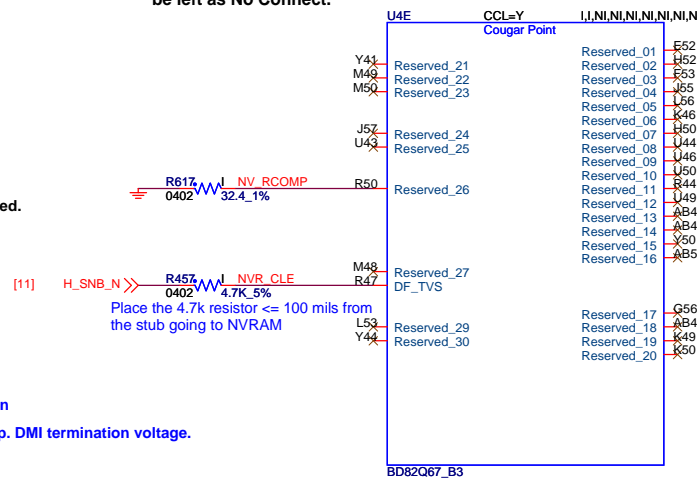 be left as No Connect.
U4E CCL=Y I,I,NI,NI,NI,NI,NI,NI,NI,N
Cougar Point
Y41 Reserved_21
M49 Reserved_22
M50 Reserved_23
J57 Reserved_24
U43 Reserved_25
R617 I NV_RCOMP R50 Reserved_26
0402 32.4_1%
ed.
M48 Reserved_27
[11] H_SNB_N R457 I NVR_CLE R47 DF_TVS
0402 4.7K_5%
Place the 4.7k resistor <= 100 mils from
the stub going to NVRAM
L53 Reserved_29
Y44 Reserved_30
Reserved_01 E52
Reserved_02 H52
Reserved_03 F53
Reserved_04 J55
Reserved_05 L56
Reserved_06 K46
Reserved_07 H50
Reserved_08 U44
Reserved_09 U46
Reserved_10 U50
Reserved_11 R44
Reserved_12 U49
Reserved_13 AB4
Reserved_14 AB4
Reserved_15 Y50
Reserved_16 AB5
Reserved_17 G56
Reserved_18 AB4
Reserved_19 K49
Reserved_20 K50
n
p. DMI termination voltage.
BD82Q67_B3